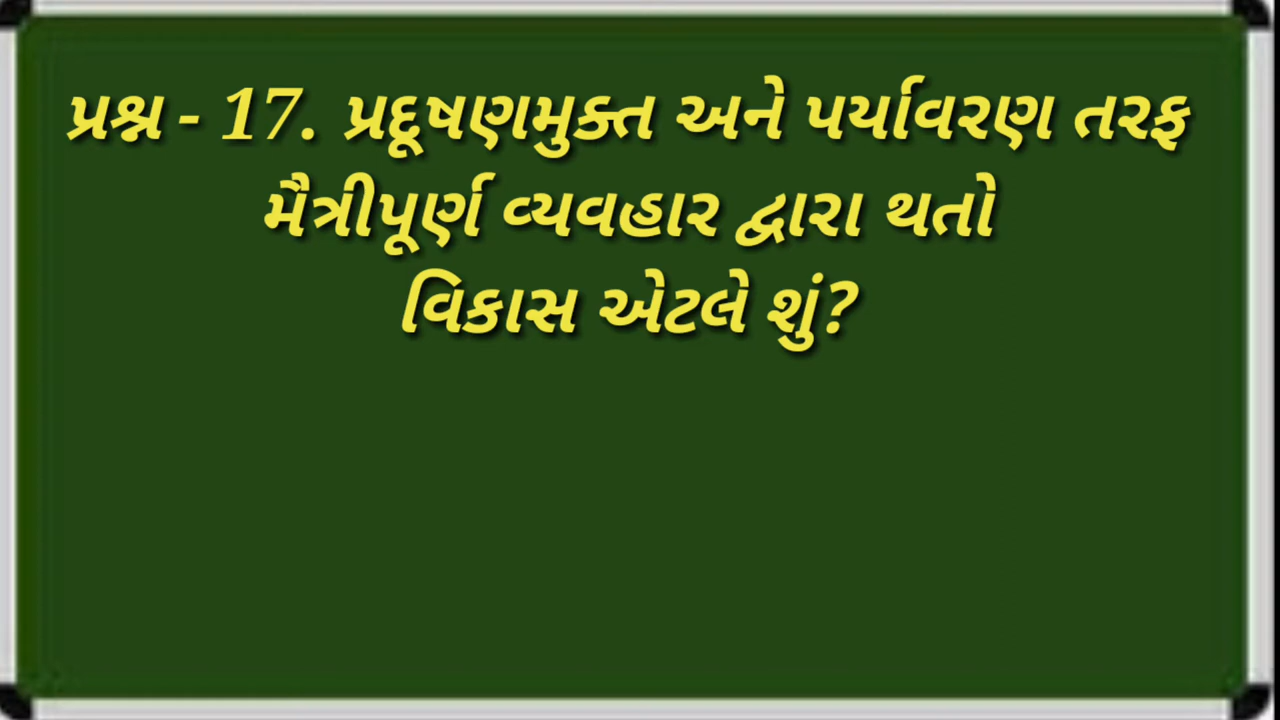 પ્રશ્ન - 17. પ્રદૂષણમુક્ત અને પર્યાવરણ તરફ
મૈત્રીપૂર્ણ વ્યવહાર દ્વારા થતો
વિકાસ એટલે શું?